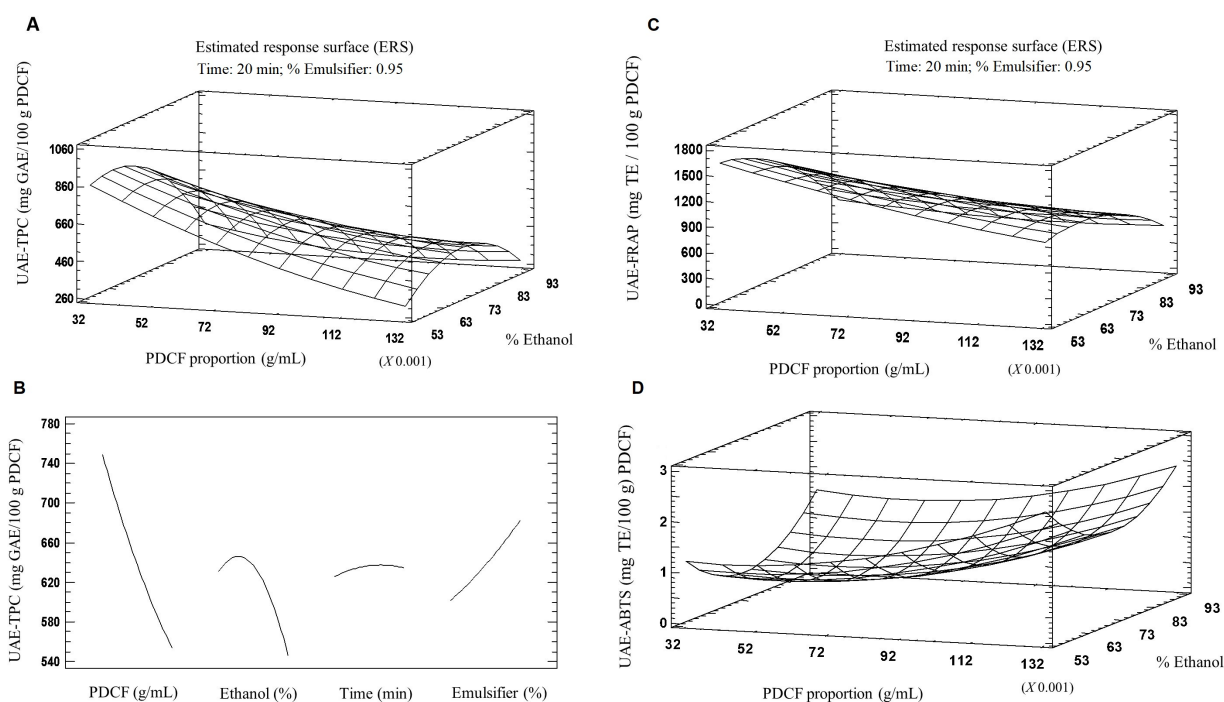 A
Estimated response surface (ERS)
Time: 20 min; % Emulsifier: 0.95
UAE-TPC (mg GAE/100 g PDCF)
1060
860
660
460
260
32 52 72 92 112 132
53 63 73 83 93
% Ethanol
PDCF proportion (g/mL)
(X 0.001)
C
Estimated response surface (ERS)
Time: 20 min; % Emulsifier: 0.95
UAE-FRAP (mg TE / 100 g PDCF)
1800
1500
1200
900
600
300
0
32 52 72 92 112 132
53 63 73 83 93
% Ethanol
PDCF proportion (g/mL)
(X 0.001)
B
UAE-TPC (mg GAE/100 g PDCF)
780
740
700
660
620
580
540
PDCF (g/mL) Ethanol (%) Time (min) Emulsifier (%)
D
UAE-ABTS (mg TE/100 g) PDCF)
3
2
1
0
32 52 72 92 112 132
53 63 73 83 93
% Ethanol
PDCF proportion (g/mL)
(X 0.001)